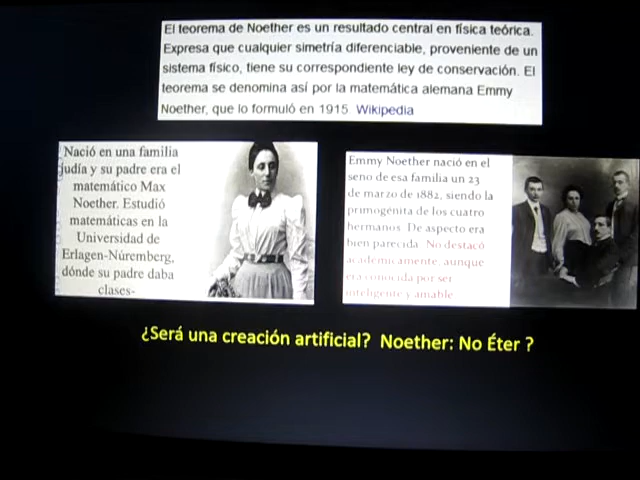 El teorema de Noether es un resultado central en física teórica.
Expresa que cualquier simetría diferenciable, proveniente de un
sistema físico, tiene su correspondiente ley de conservación. El
teorema se denomina así por la matemática alemana Emmy
Noether, que lo formuló en 1915 Wikipedia
Nació en una familia
judía y su padre era el
matemático Max
Noether. Estudió
matemáticas en la
Universidad de
Erlagen-Núremberg,
dónde su padre daba
clases-
Emmy Noether nació en el
seno de esa familia un 23
de marzo de 1882, siendo la
primogénita de los cuatro
hermanos. De aspecto era
bien parecida. No destacó
académicamente, aunque
era conocida por ser
inteligente y amable.
¿Será una creación artificial? Noether: No Éter ?